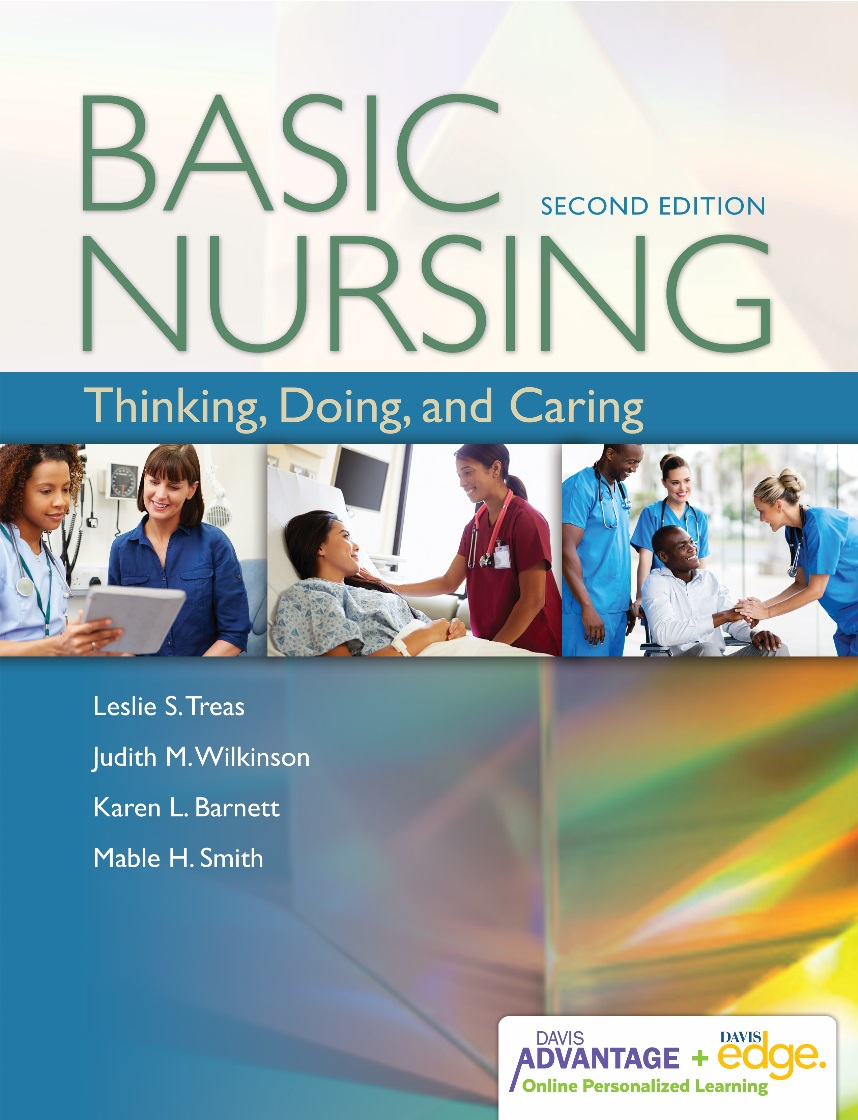 BASIC
SECOND EDITION
NURSING
Thinking, Doing, and Caring
Leslie S. Treas
Judith M. Wilkinson
Karen L. Barnett
Mable H. Smith
DAVIS
ADVANTAGE + DAVIS edge.
Online Personalized Learning